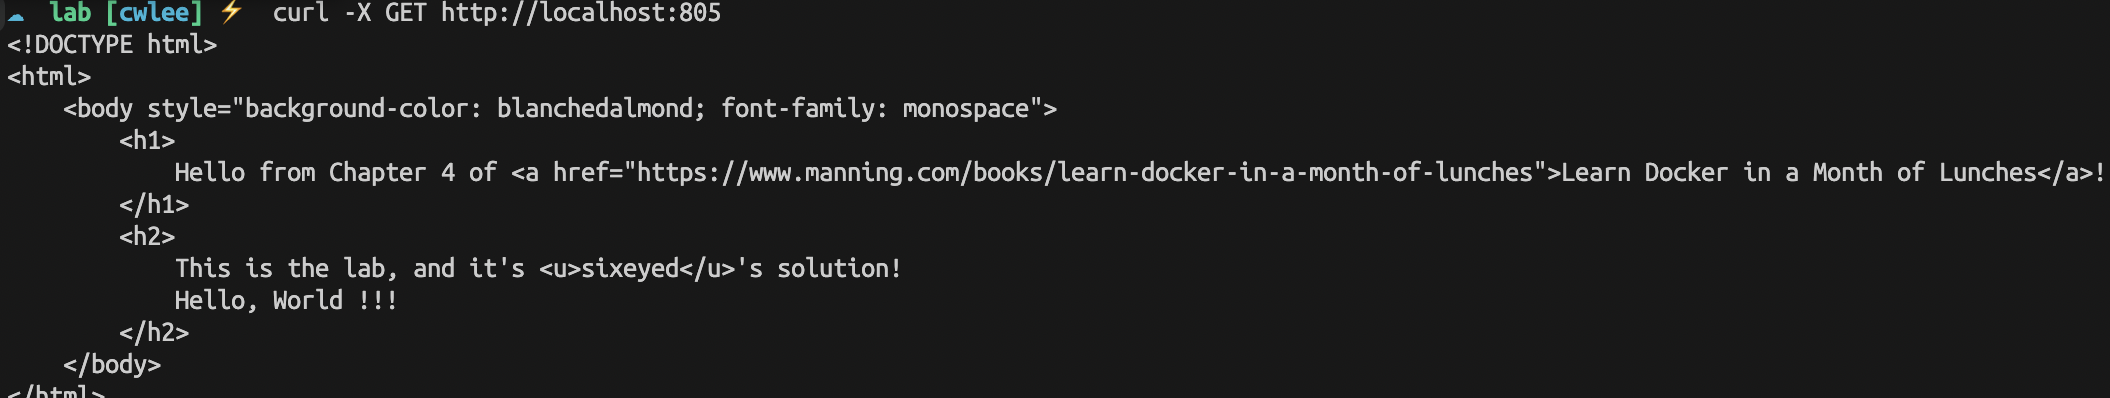 lab [cwlee] ⚡ curl -X GET http://localhost:805
<!DOCTYPE html>
<html>
    <body style="background-color: blanchedalmond; font-family: monospace">
        <h1>
            Hello from Chapter 4 of <a href="https://www.manning.com/books/learn-docker-in-a-month-of-lunches">Learn Docker in a Month of Lunches</a>!
        </h1>
        <h2>
            This is the lab, and it's <u>sixeyed</u>'s solution!
            Hello, World !!!
        </h2>
    </body>
</html>